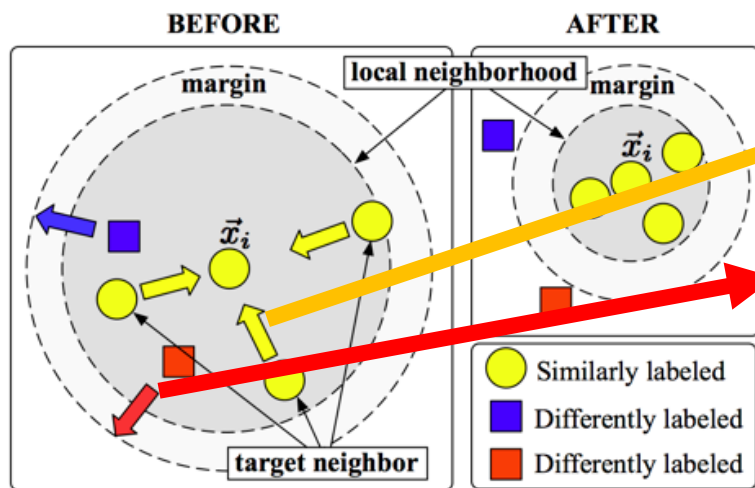 BEFORE
AFTER
local neighborhood
margin
margin
x⃗i
x⃗i
target neighbor
Similarly labeled
Differently labeled
Differently labeled